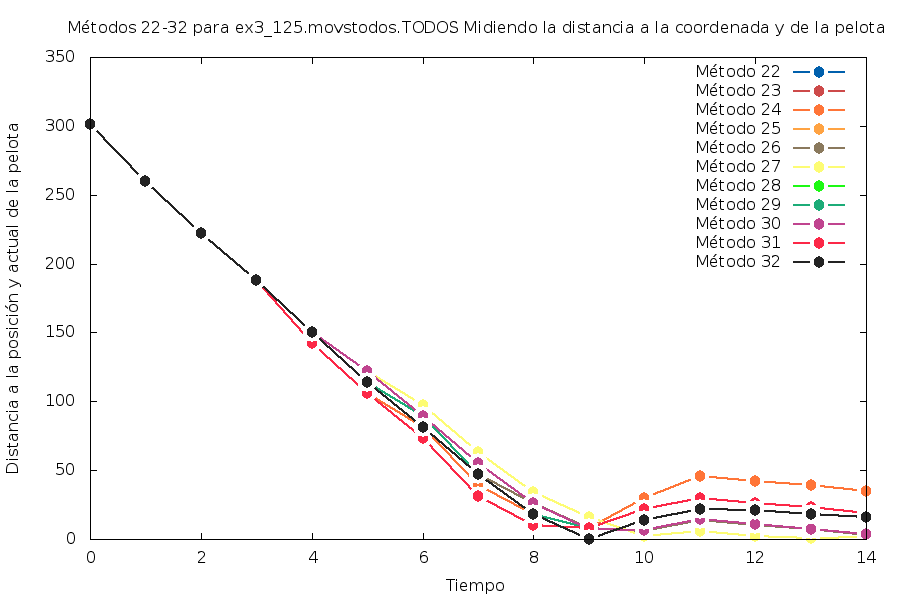 Métodos 22-32 para ex3_125.movstodos.TODOS Midiendo la distancia a la coordenada y de la pelota
Distancia a la posición y actual de la pelota
350
300
250
200
150
100
50
0
Método 22
Método 23
Método 24
Método 25
Método 26
Método 27
Método 28
Método 29
Método 30
Método 31
Método 32
0 2 4 6 8 10 12 14
Tiempo